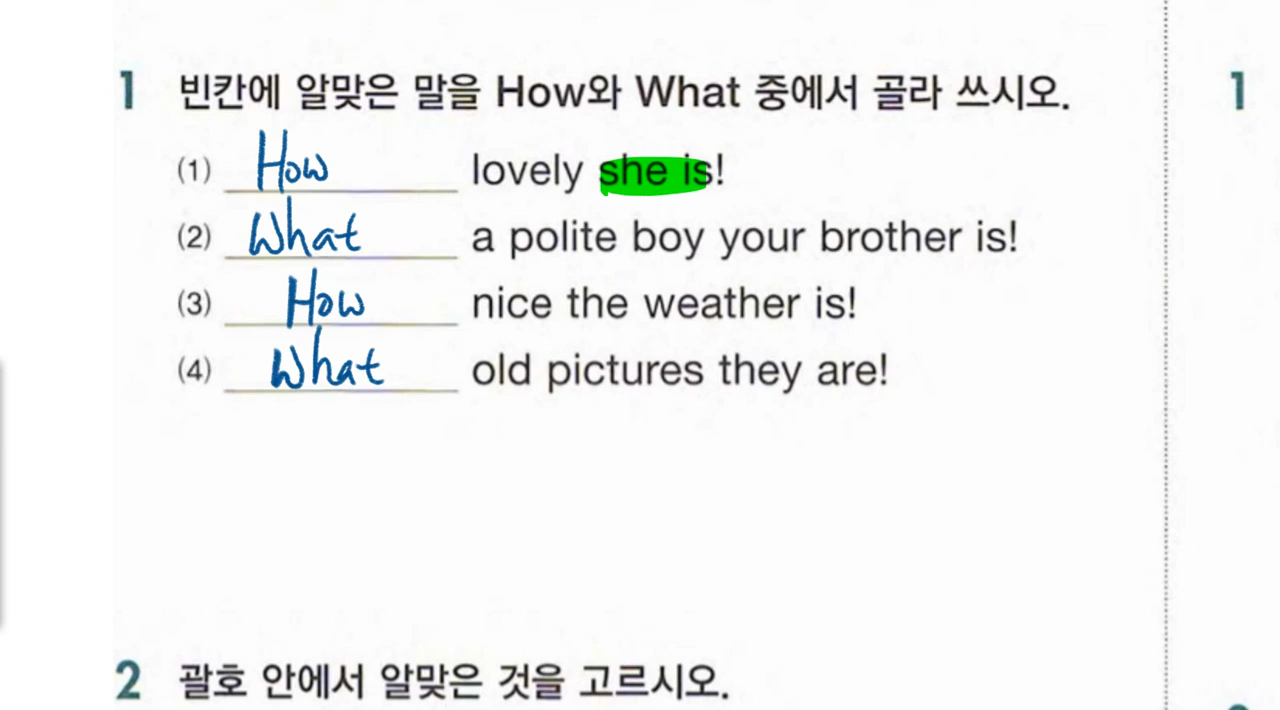 1 빈칸에 알맞은 말을 How와 What 중에서 골라 쓰시오. 1
(1) How lovely she is!
(2) What a polite boy your brother is!
(3) How nice the weather is!
(4) What old pictures they are!
2 괄호 안에서 알맞은 것을 고르시오.